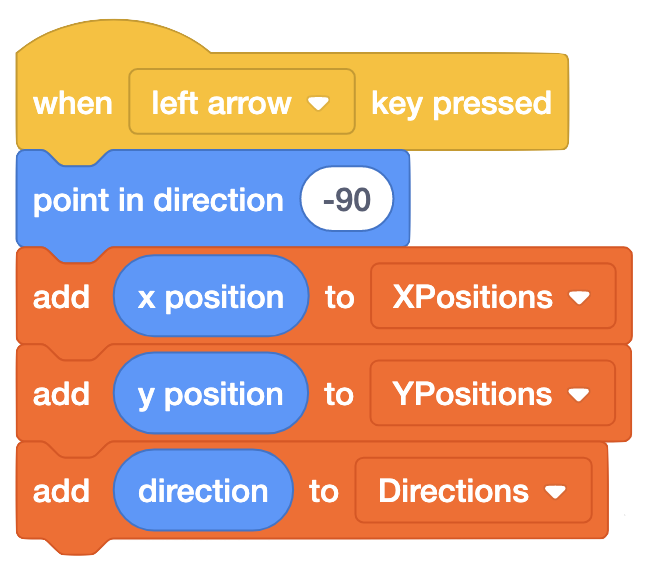 when left arrow key pressed
point in direction -90
add x position to XPositions
add y position to YPositions
add direction to Directions